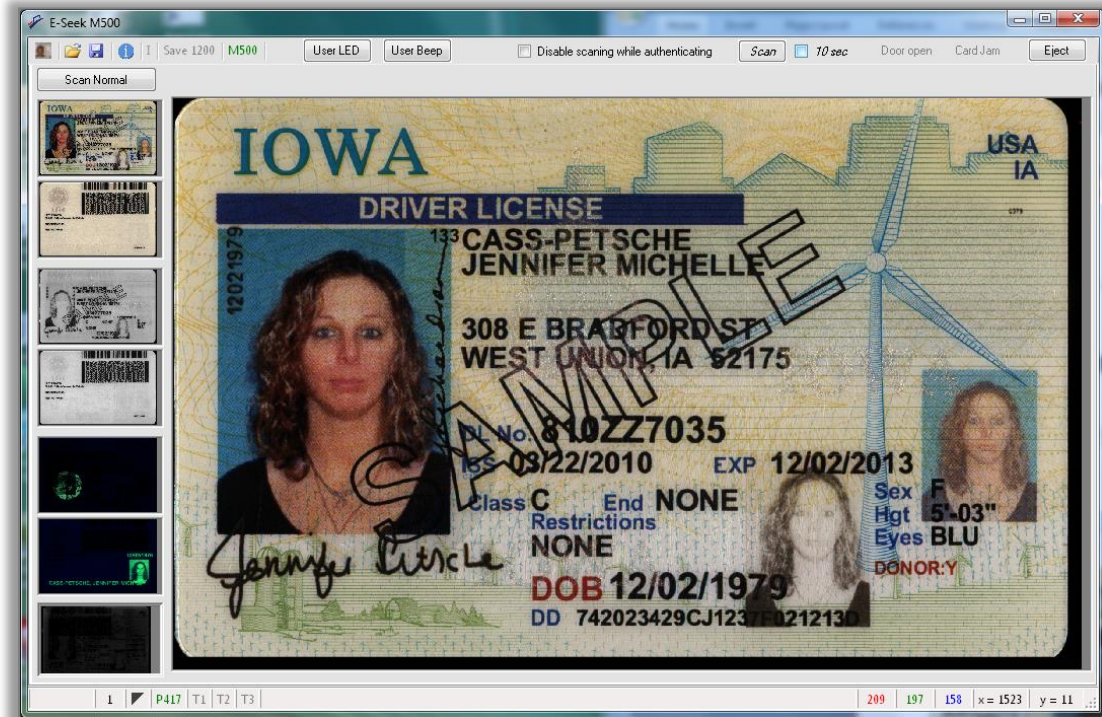 E-Seek M500
Save 1200 M500 User LED User Beep Disable scaning while authenticating Scan 10 sec Door open Card Jam Eject
Scan Normal
IOWA
USA
IA
DRIVER LICENSE
12021979
133 CASS-PETSCHE
JENNIFER MICHELLE
308 E BRADFORD ST
WEST UNION, IA 52175
SAMPLE
DL No. 810ZZ7035
ISS 03/22/2010 EXP 12/02/2013
Class C End NONE
Sex F
Restrictions
Hgt 5'-03"
NONE
Eyes BLU
DONOR:Y
Jennifer Petsche
DOB 12/02/1979
DD 742023429CJ1237F021213D
1 P417 T1 T2 T3 209 197 158 x = 1523 y = 11